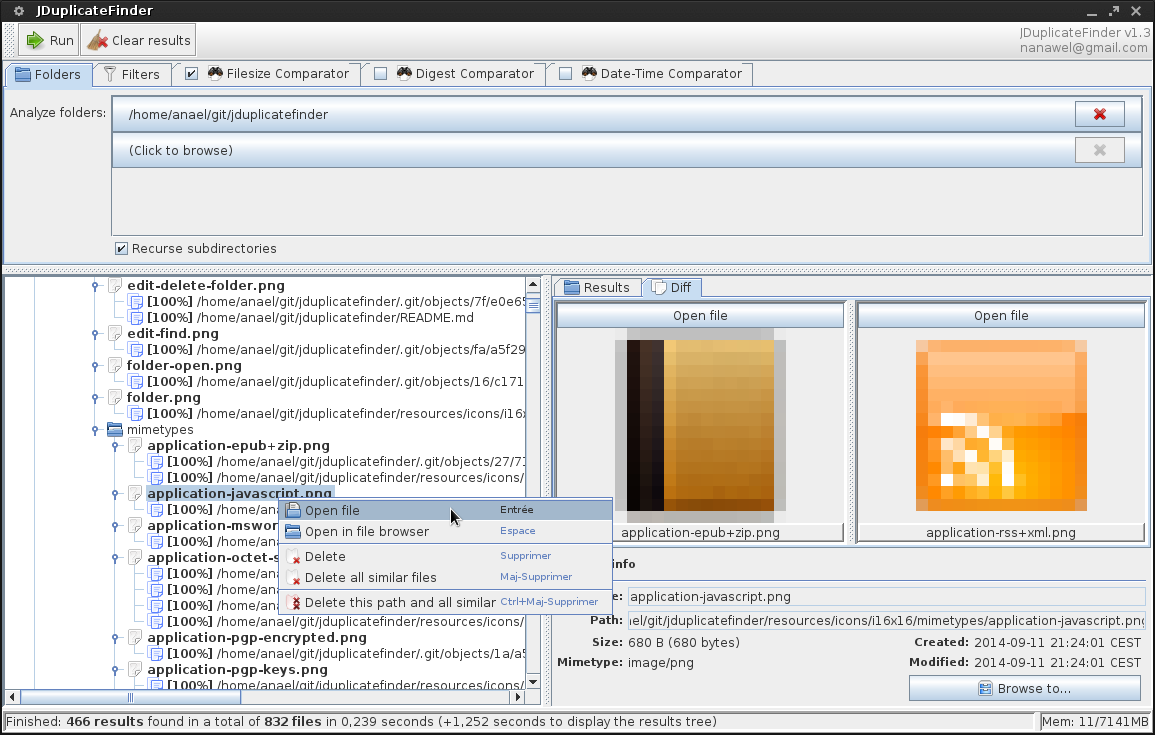 JDuplicateFinder
Run
Clear results
JDuplicateFinder v1.3
nanawel@gmail.com
Folders
Filters
Filesize Comparator
Digest Comparator
Date-Time Comparator
Analyze folders:
/home/anael/git/jduplicatefinder
(Click to browse)
Recurse subdirectories
edit-delete-folder.png
[100%] /home/anael/git/jduplicatefinder/.git/objects/7f/e0e65
[100%] /home/anael/git/jduplicatefinder/README.md
edit-find.png
[100%] /home/anael/git/jduplicatefinder/.git/objects/fa/a5f29
folder-open.png
[100%] /home/anael/git/jduplicatefinder/.git/objects/16/c171
folder.png
[100%] /home/anael/git/jduplicatefinder/resources/icons/i16x
mimetypes
application-epub+zip.png
[100%] /home/anael/git/jduplicatefinder/.git/objects/27/71
[100%] /home/anael/git/jduplicatefinder/resources/icons/
application-javascript.png
[100%] /home/ana
application-mswor
[100%] /home/ana
application-octet-s
[100%] /home/ana
[100%] /home/ana
[100%] /home/ana
[100%] /home/anael/git/jduplicatefinder/resources/icons/
application-pgp-encrypted.png
[100%] /home/anael/git/jduplicatefinder/.git/objects/1a/a5
application-pgp-keys.png
[100%] /home/anael/git/jduplicatefinder/resources/icons/
Open file Entrée
Open in file browser Espace
Delete Supprimer
Delete all similar files Maj-Supprimer
Delete this path and all similar Ctrl+Maj-Supprimer
Results
Diff
Open file
Open file
application-epub+zip.png
application-rss+xml.png
info
e: application-javascript.png
Path: el/git/jduplicatefinder/resources/icons/i16x16/mimetypes/application-javascript.png
Size: 680 B (680 bytes)
Created: 2014-09-11 21:24:01 CEST
Mimetype: image/png
Modified: 2014-09-11 21:24:01 CEST
Browse to...
Finished: 466 results found in a total of 832 files in 0,239 seconds (+1,252 seconds to display the results tree)
Mem: 11/7141MB